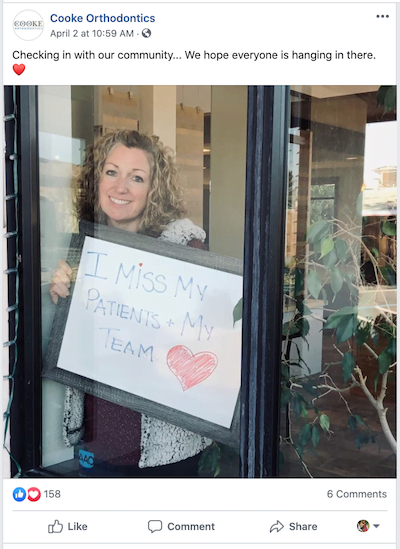 COOKE
Cooke Orthodontics
April 2 at 10:59 AM ·
Checking in with our community... We hope everyone is hanging in there.
I MISS MY
PATIENTS + MY
TEAM
AAO
158
6 Comments
Like
Comment
Share